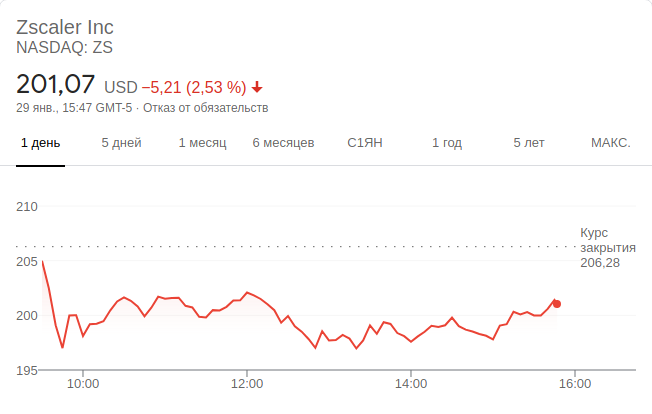 Zscaler Inc
NASDAQ: ZS
201,07 USD −5,21 (2,53 %)
29 янв., 15:47 GMT-5 · Отказ от обязательств
1 день 5 дней 1 месяц 6 месяцев С1ЯН 1 год 5 лет МАКС.
210
Курс
закрытия
206,28
205
200
195
10:00 12:00 14:00 16:00